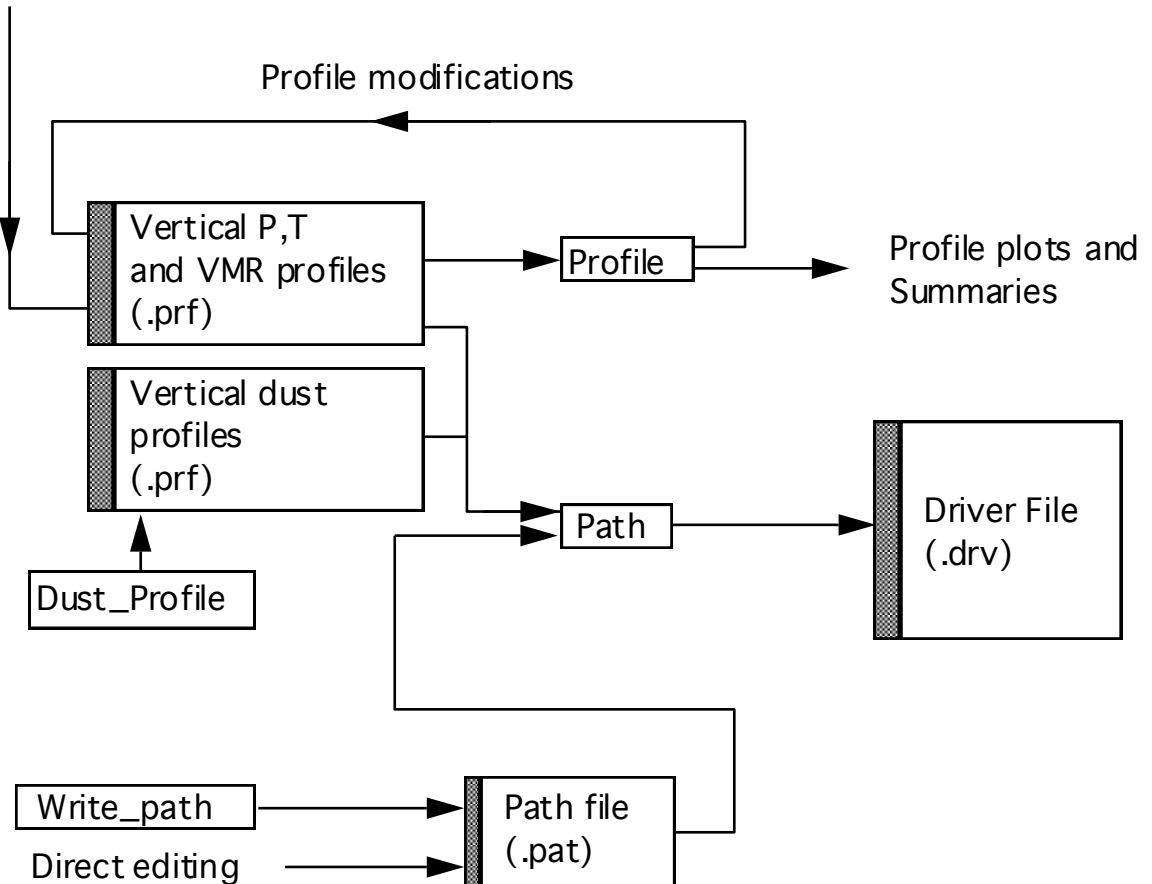 Profile modifications
Vertical P,T
and VMR profiles
(.prf)
Profile
Profile plots and
Summaries
Vertical dust
profiles
(.prf)
Path
Driver File
(.drv)
Dust_Profile
Write_path
Path file
(.pat)
Direct editing